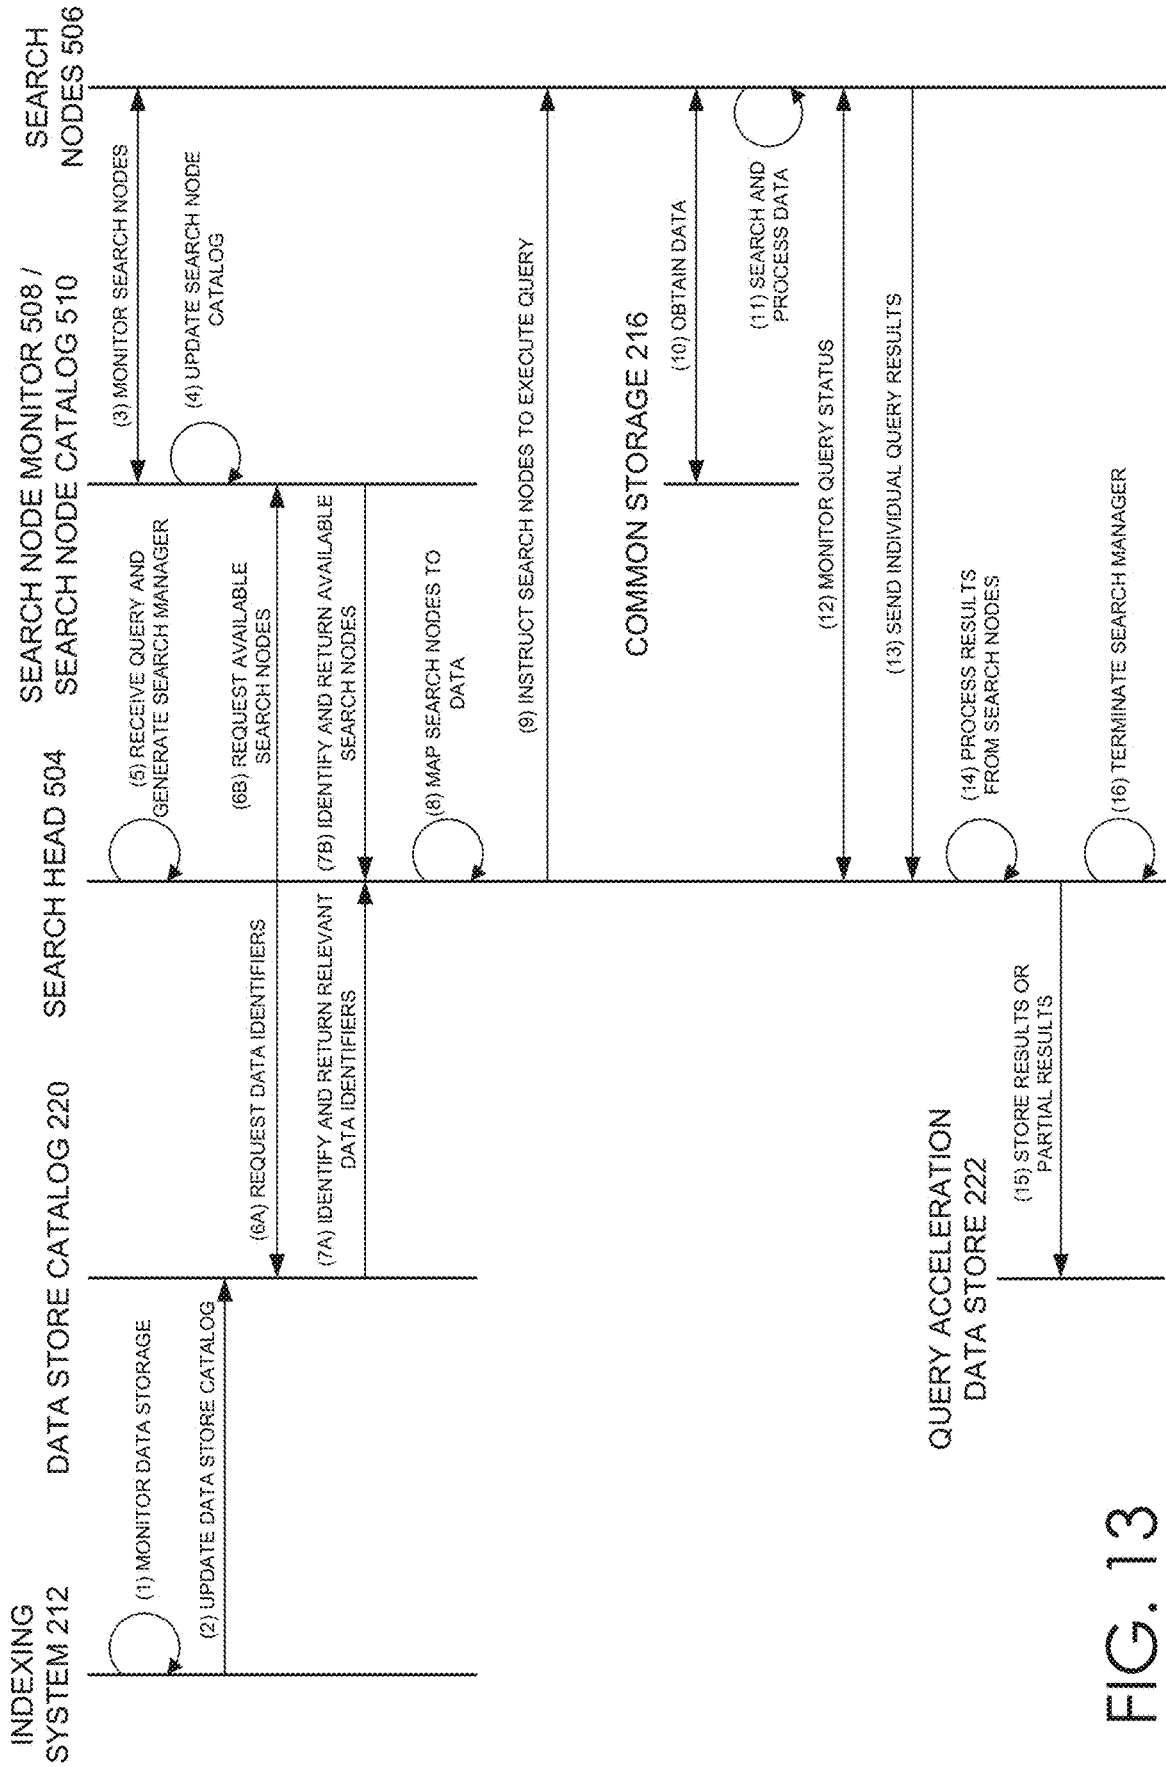 INDEXING
SYSTEM 212
DATA STORE CATALOG 220
SEARCH HEAD 504
SEARCH NODE MONITOR 508 /
SEARCH NODE CATALOG 510
SEARCH
NODES 506
(1) MONITOR DATA STORAGE
(2) UPDATE DATA STORE CATALOG
(3) MONITOR SEARCH NODES
(4) UPDATE SEARCH NODE
CATALOG
(5) RECEIVE QUERY AND
GENERATE SEARCH MANAGER
(6A) REQUEST DATA IDENTIFIERS
(6B) REQUEST AVAILABLE
SEARCH NODES
(7A) IDENTIFY AND RETURN RELEVANT
DATA IDENTIFIERS
(7B) IDENTIFY AND RETURN AVAILABLE
SEARCH NODES
(8) MAP SEARCH NODES TO
DATA
(9) INSTRUCT SEARCH NODES TO EXECUTE QUERY
COMMON STORAGE 216
(10) OBTAIN DATA
(11) SEARCH AND
PROCESS DATA
(12) MONITOR QUERY STATUS
(13) SEND INDIVIDUAL QUERY RESULTS
(14) PROCESS RESULTS
FROM SEARCH NODES
QUERY ACCELERATION
DATA STORE 222
(15) STORE RESULTS OR
PARTIAL RESULTS
(16) TERMINATE SEARCH MANAGER
FIG. 13